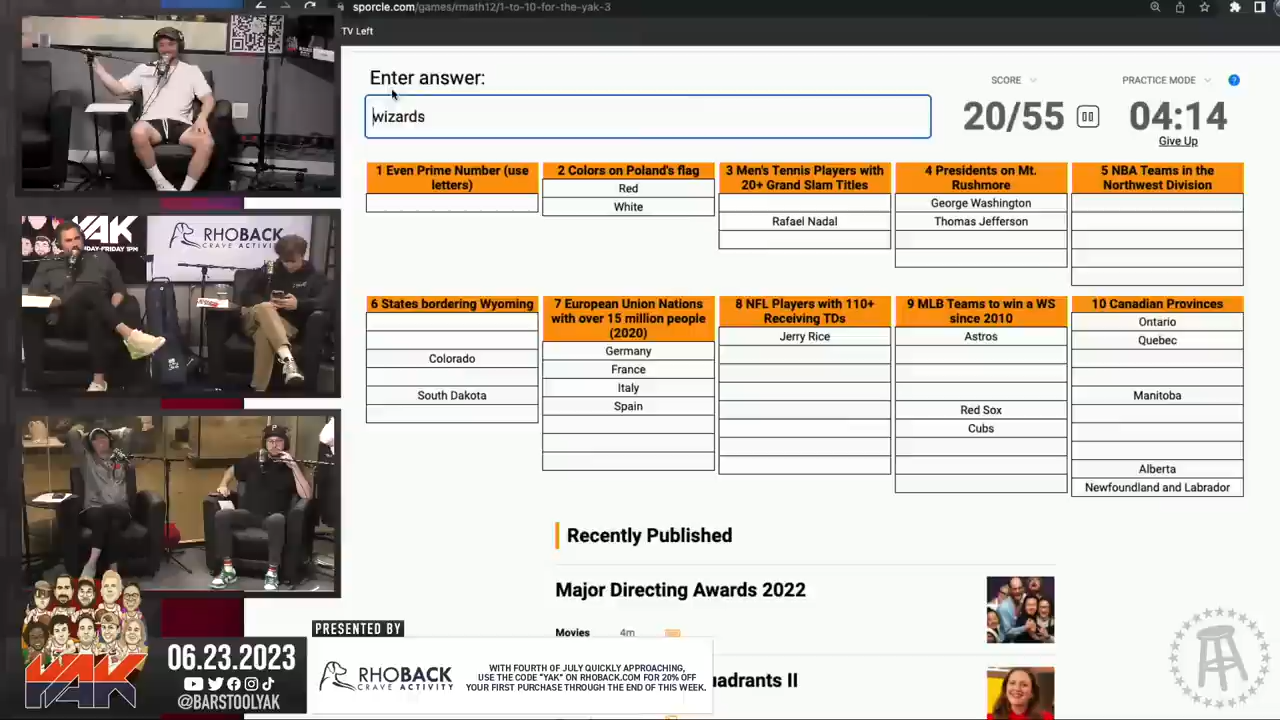 sporcle.com/games/rmath12/1-to-10-for-the-yak-3
TV Left
Enter answer:
wizards
SCORE
20/55
PRACTICE MODE
?
04:14
Give Up
1 Even Prime Number (use
letters)
2 Colors on Poland's flag
Red
White
3 Men's Tennis Players with
20+ Grand Slam Titles
Rafael Nadal
4 Presidents on Mt.
Rushmore
George Washington
Thomas Jefferson
5 NBA Teams in the
Northwest Division
6 States bordering Wyoming
Colorado
South Dakota
7 European Union Nations
with over 15 million people
(2020)
Germany
France
Italy
Spain
8 NFL Players with 110+
Receiving TDs
Jerry Rice
9 MLB Teams to win a WS
since 2010
Astros
Red Sox
Cubs
10 Canadian Provinces
Ontario
Quebec
Manitoba
Alberta
Newfoundland and Labrador
Recently Published
Major Directing Awards 2022
Movies 4m
uadrants II
YAK
DAY-FRIDAY 1PM
RHOBACK
CRAVE ACTIVITY
YAK
06.23.2023
@BARSTOOLYAK
PRESENTED BY
RHOBACK
CRAVE ACTIVITY
WITH FOURTH OF JULY QUICKLY APPROACHING,
USE THE CODE "YAK" ON RHOBACK.COM FOR 20% OFF
YOUR FIRST PURCHASE THROUGH THE END OF THIS WEEK.